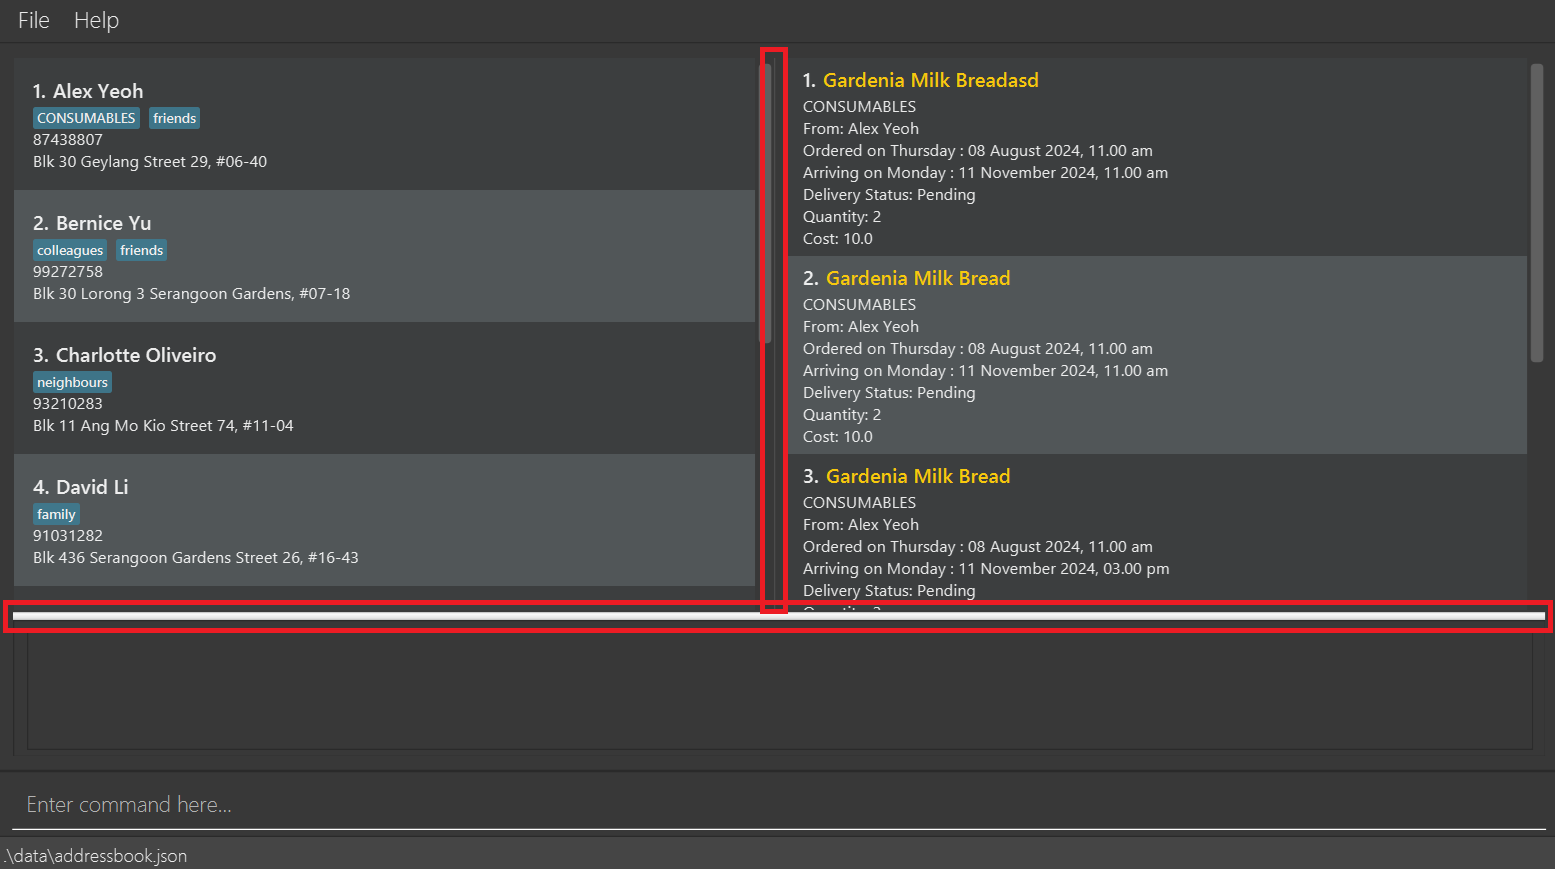 File Help
1. Alex Yeoh
CONSUMABLES friends
87438807
Blk 30 Geylang Street 29, #06-40
2. Bernice Yu
colleagues friends
99272758
Blk 30 Lorong 3 Serangoon Gardens, #07-18
3. Charlotte Oliveiro
neighbours
93210283
Blk 11 Ang Mo Kio Street 74, #11-04
4. David Li
family
91031282
Blk 436 Serangoon Gardens Street 26, #16-43
1. Gardenia Milk Breadasd
CONSUMABLES
From: Alex Yeoh
Ordered on Thursday : 08 August 2024, 11.00 am
Arriving on Monday : 11 November 2024, 11.00 am
Delivery Status: Pending
Quantity: 2
Cost: 10.0
2. Gardenia Milk Bread
CONSUMABLES
From: Alex Yeoh
Ordered on Thursday : 08 August 2024, 11.00 am
Arriving on Monday : 11 November 2024, 11.00 am
Delivery Status: Pending
Quantity: 2
Cost: 10.0
3. Gardenia Milk Bread
CONSUMABLES
From: Alex Yeoh
Ordered on Thursday : 08 August 2024, 11.00 am
Arriving on Monday : 11 November 2024, 03.00 pm
Delivery Status: Pending
Enter command here...
.\data\addressbook.json